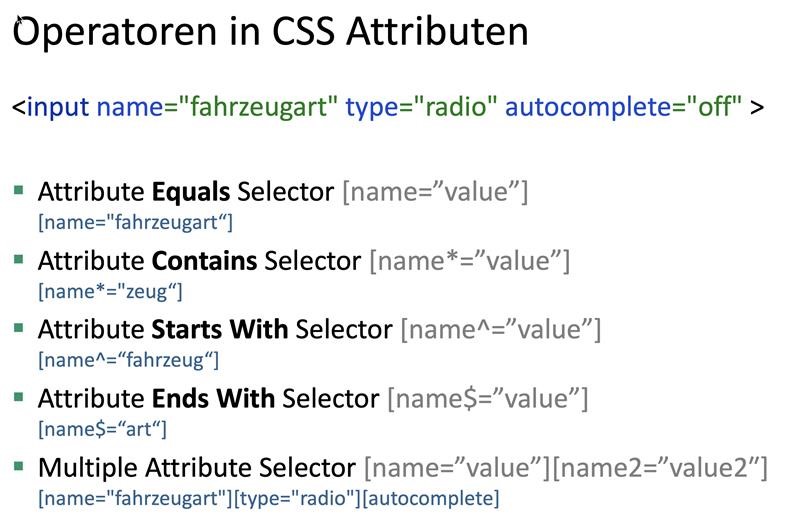 Operatoren in CSS Attributen
<input name="fahrzeugart" type="radio" autocomplete="off" >
▪ Attribute Equals Selector [name=”value”]
[name="fahrzeugart“]
▪ Attribute Contains Selector [name*=”value”]
[name*="zeug“]
▪ Attribute Starts With Selector [name^=”value”]
[name^=“fahrzeug“]
▪ Attribute Ends With Selector [name$=”value”]
[name$=“art“]
▪ Multiple Attribute Selector [name=”value”][name2=”value2”]
[name="fahrzeugart"][type="radio"][autocomplete]